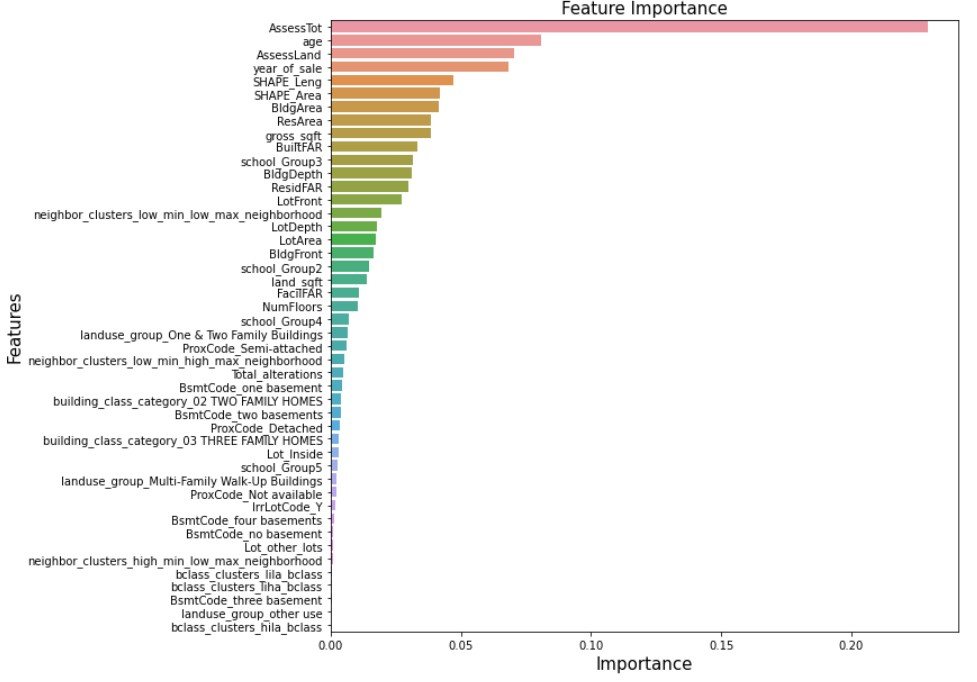 Feature Importance
AssessTot
age
AssessLand
year_of_sale
SHAPE_Leng
SHAPE_Area
BldgArea
ResArea
gross_sqft
BuiltFAR
school_Group3
BldgDepth
ResidFAR
LotFront
neighbor_clusters_low_min_low_max_neighborhood
LotDepth
LotArea
BldgFront
school_Group2
land_sqft
FacilFAR
NumFloors
school_Group4
landuse_group_One & Two Family Buildings
ProxCode_Semi-attached
neighbor_clusters_low_min_high_max_neighborhood
Total_alterations
BsmtCode_one basement
building_class_category_02 TWO FAMILY HOMES
BsmtCode_two basements
ProxCode_Detached
building_class_category_03 THREE FAMILY HOMES
Lot_Inside
school_Group5
landuse_group_Multi-Family Walk-Up Buildings
ProxCode_Not available
IrrLotCode_Y
BsmtCode_four basements
BsmtCode_no basement
Lot_other_lots
neighbor_clusters_high_min_low_max_neighborhood
bclass_clusters_lila_bclass
bclass_clusters_liha_bclass
BsmtCode_three basement
landuse_group_other use
bclass_clusters_hila_bclass
Features
0.00 0.05 0.10 0.15 0.20
Importance